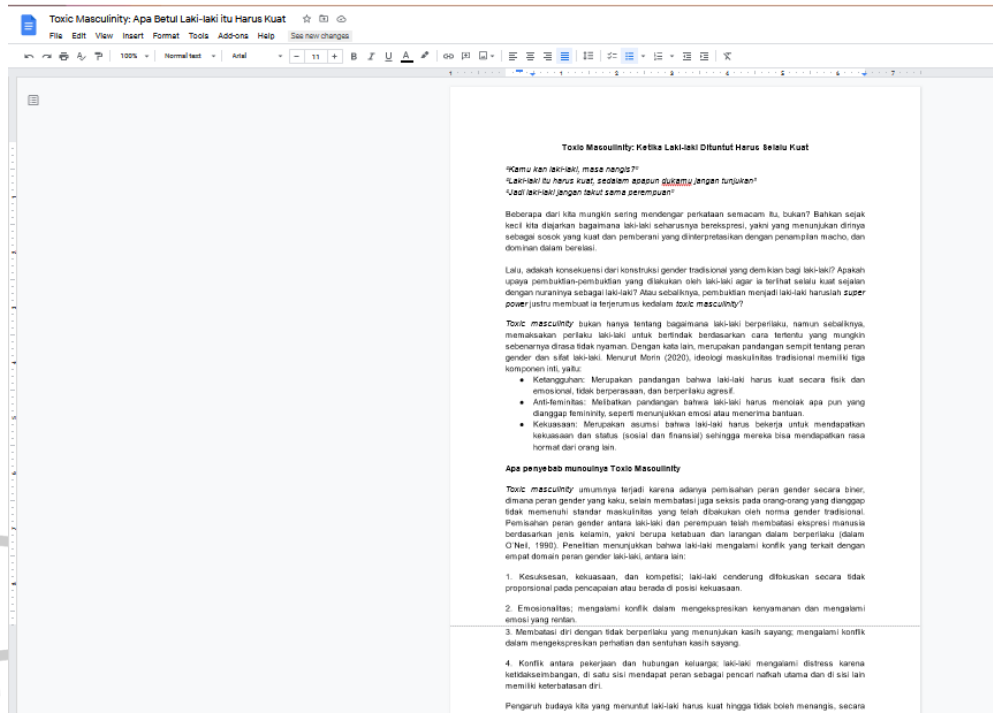 Toxic Masculinity: Apa Betul Laki-laki itu Harus Kuat
File Edit View Insert Format Tools Add-ons Help See new changes
100% Normal text Arial 11 B I U A
1 1 2 3 4 5 6 7
Toxic Masculinity: Ketika Laki-laki Dituntut Harus Selalu Kuat
"Kamu kan laki-laki, masa nangis?"
"Laki-laki itu harus kuat, sedalam apapun dukamu jangan tunjukan"
"Jadi laki-laki jangan takut sama perempuan"
Beberapa dari kita mungkin sering mendengar perkataan semacam itu, bukan? Bahkan sejak
kecil kita diajarkan bagaimana laki-laki seharusnya berekspresi, yakni yang menunjukan dirinya
sebagai sosok yang kuat dan pemberani yang diinterpretasikan dengan penampilan macho, dan
dominan dalam berelasi.
Lalu, adakah konsekuensi dari konstruksi gender tradisional yang demikian bagi laki-laki? Apakah
upaya pembuktian-pembuktian yang dilakukan oleh laki-laki agar ia terlihat selalu kuat sejalan
dengan nuraninya sebagai laki-laki? Atau sebaliknya, pembuktian menjadi laki-laki haruslah super
power justru membuat ia terjerumus kedalam toxic masculinity?
Toxic masculinity bukan hanya tentang bagaimana laki-laki berperilaku, namun sebaliknya,
memaksakan perilaku laki-laki untuk bertindak berdasarkan cara tertentu yang mungkin
sebenarnya dirasa tidak nyaman. Dengan kata lain, merupakan pandangan sempit tentang peran
gender dan sifat laki-laki. Menurut Morin (2020), ideologi maskulinitas tradisional memiliki tiga
komponen inti, yaitu:
● Ketangguhan: Merupakan pandangan bahwa laki-laki harus kuat secara fisik dan
emosional, tidak berperasaan, dan berperilaku agresif.
● Anti-feminitas: Melibatkan pandangan bahwa laki-laki harus menolak apa pun yang
dianggap femininity, seperti menunjukkan emosi atau menerima bantuan.
● Kekuasaan: Merupakan asumsi bahwa laki-laki harus bekerja untuk mendapatkan
kekuasaan dan status (sosial dan finansial) sehingga mereka bisa mendapatkan rasa
hormat dari orang lain.
Apa penyebab munculnya Toxic Masculinity
Toxic masculinity umumnya terjadi karena adanya pemisahan peran gender secara biner,
dimana peran gender yang kaku, selain membatasi juga seksis pada orang-orang yang dianggap
tidak memenuhi standar maskulinitas yang telah dibakukan oleh norma gender tradisional.
Pemisahan peran gender antara laki-laki dan perempuan telah membatasi ekspresi manusia
berdasarkan jenis kelamin, yakni berupa ketabuan dan larangan dalam berperilaku (dalam
O'Neil, 1990). Penelitian menunjukkan bahwa laki-laki mengalami konflik yang terkait dengan
empat domain peran gender laki-laki, antara lain:
1. Kesuksesan, kekuasaan, dan kompetisi; laki-laki cenderung difokuskan secara tidak
proporsional pada pencapaian atau berada di posisi kekuasaan.
2. Emosionalitas; mengalami konflik dalam mengekspresikan kenyamanan dan mengalami
emosi yang rentan.
3. Membatasi diri dengan tidak berperilaku yang menunjukan kasih sayang; mengalami konflik
dalam mengekspresikan perhatian dan sentuhan kasih sayang.
4. Konflik antara pekerjaan dan hubungan keluarga; laki-laki mengalami distress karena
ketidakseimbangan, di satu sisi mendapat peran sebagai pencari nafkah utama dan di sisi lain
memiliki keterbatasan diri.
Pengaruh budaya kita yang menuntut laki-laki harus kuat hingga tidak boleh menangis, secara